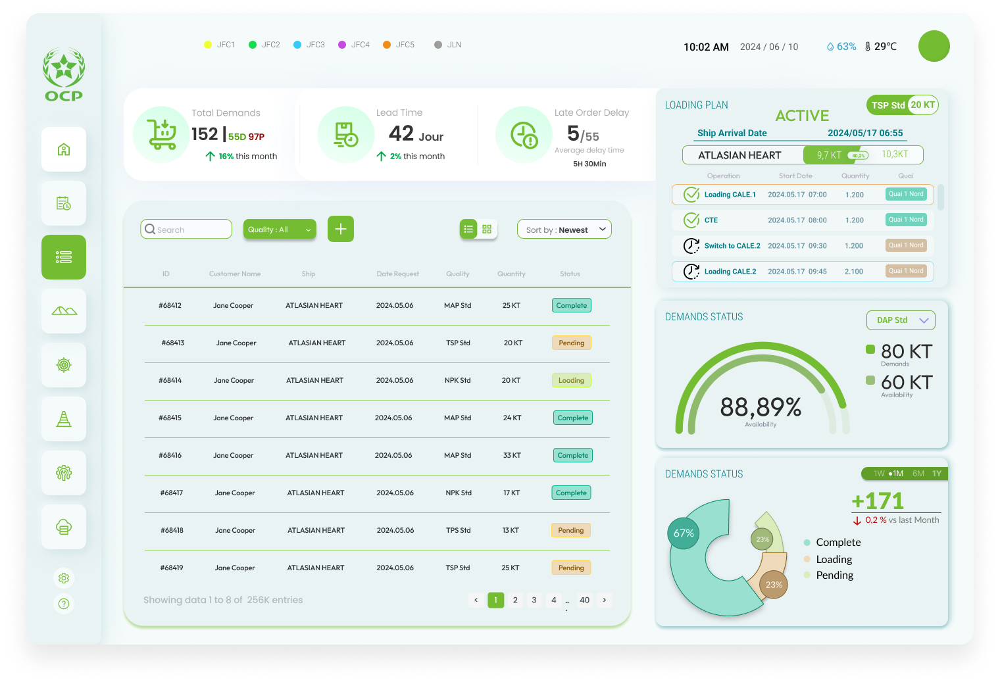 OCP
JFC1 JFC2 JFC3 JFC4 JFC5 JLN
10:02 AM 2024 / 06 / 10 63% 29°C
Total Demands
152 | 55D 97P
16% this month
Lead Time
42 Jour
2% this month
Late Order Delay
5/55
Average delay time
5H 30Min
LOADING PLAN
TSP Std 20 KT
ACTIVE
Ship Arrival Date 2024/05/17 06:55
ATLASIAN HEART 9,7 KT 40,2% 10,3KT
Operation Start Date Quantity Quai
Loading CALE.1 2024.05.17 07:00 1.200 Quai 1 Nord
CTE 2024.05.17 08:00 1.200 Quai 1 Nord
Switch to CALE.2 2024.05.17 09:30 1.200 Quai 1 Nord
Loading CALE.2 2024.05.17 09:45 2.100 Quai 1 Nord
Search
Quality : All
+
Sort by : Newest
ID Customer Name Ship Date Request Quality Quantity Status
#68412 Jane Cooper ATLASIAN HEART 2024.05.06 MAP Std 25 KT Complete
#68413 Jane Cooper ATLASIAN HEART 2024.05.06 TSP Std 20 KT Pending
#68414 Jane Cooper ATLASIAN HEART 2024.05.06 NPK Std 20 KT Loading
#68415 Jane Cooper ATLASIAN HEART 2024.05.06 MAP Std 24 KT Complete
#68416 Jane Cooper ATLASIAN HEART 2024.05.06 MAP Std 33 KT Complete
#68417 Jane Cooper ATLASIAN HEART 2024.05.06 NPK Std 17 KT Complete
#68418 Jane Cooper ATLASIAN HEART 2024.05.06 TPS Std 13 KT Pending
#68419 Jane Cooper ATLASIAN HEART 2024.05.06 TSP Std 25 KT Pending
Showing data 1 to 8 of 256K entries
< 1 2 3 4 ... 40 >
DEMANDS STATUS
DAP Std
80 KT
Demands
60 KT
Availability
88,89%
Availability
DEMANDS STATUS
1W 1M 6M 1Y
+171
0,2 % vs last Month
67%
23%
23%
Complete
Loading
Pending
?